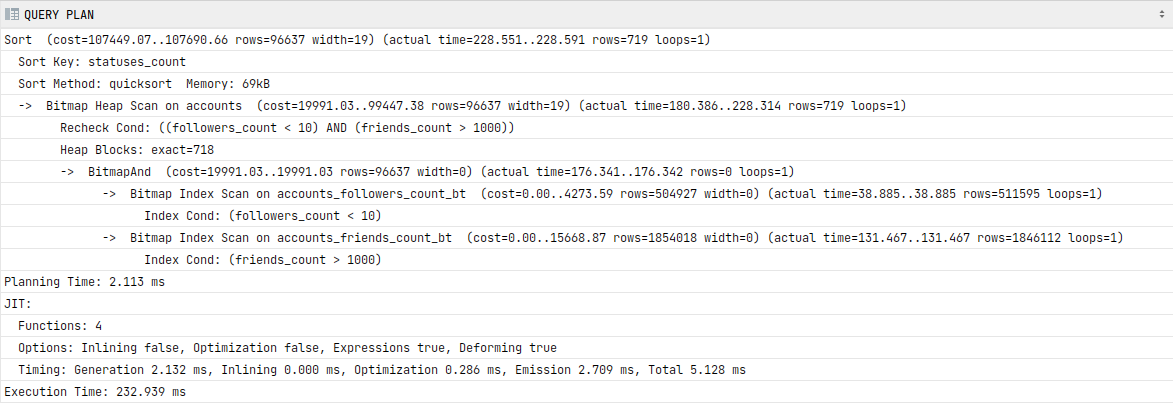 QUERY PLAN
Sort  (cost=107449.07..107690.66 rows=96637 width=19) (actual time=228.551..228.591 rows=719 loops=1)
  Sort Key: statuses_count
  Sort Method: quicksort  Memory: 69kB
  ->  Bitmap Heap Scan on accounts  (cost=19991.03..99447.38 rows=96637 width=19) (actual time=180.386..228.314 rows=719 loops=1)
        Recheck Cond: ((followers_count < 10) AND (friends_count > 1000))
        Heap Blocks: exact=718
        ->  BitmapAnd  (cost=19991.03..19991.03 rows=96637 width=0) (actual time=176.341..176.342 rows=0 loops=1)
              ->  Bitmap Index Scan on accounts_followers_count_bt  (cost=0.00..4273.59 rows=504927 width=0) (actual time=38.885..38.885 rows=511595 loops=1)
                    Index Cond: (followers_count < 10)
              ->  Bitmap Index Scan on accounts_friends_count_bt  (cost=0.00..15668.87 rows=1854018 width=0) (actual time=131.467..131.467 rows=1846112 loops=1)
                    Index Cond: (friends_count > 1000)
Planning Time: 2.113 ms
JIT:
  Functions: 4
  Options: Inlining false, Optimization false, Expressions true, Deforming true
  Timing: Generation 2.132 ms, Inlining 0.000 ms, Optimization 0.286 ms, Emission 2.709 ms, Total 5.128 ms
Execution Time: 232.939 ms